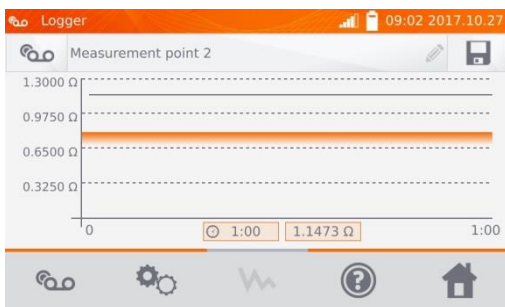 Logger 09:02 2017.10.27
Measurement point 2
1.3000 Ω
0.9750 Ω
0.6500 Ω
0.3250 Ω
0 1:00 1.1473 Ω 1:00
?